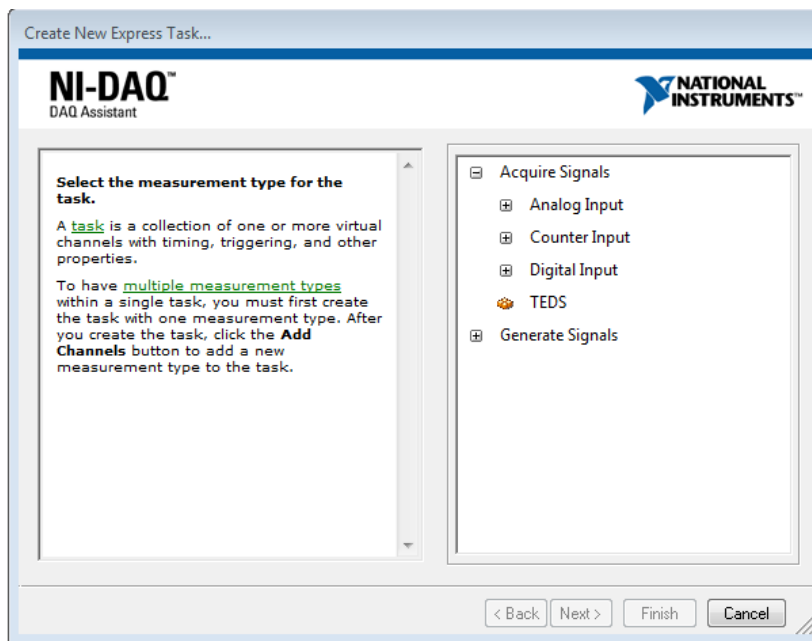 Create New Express Task...
NI-DAQ™
DAQ Assistant
NATIONAL
INSTRUMENTS™
Select the measurement type for the
task.
A task is a collection of one or more virtual
channels with timing, triggering, and other
properties.
To have multiple measurement types
within a single task, you must first create
the task with one measurement type. After
you create the task, click the Add
Channels button to add a new
measurement type to the task.
Acquire Signals
Analog Input
Counter Input
Digital Input
TEDS
Generate Signals
< Back Next > Finish Cancel